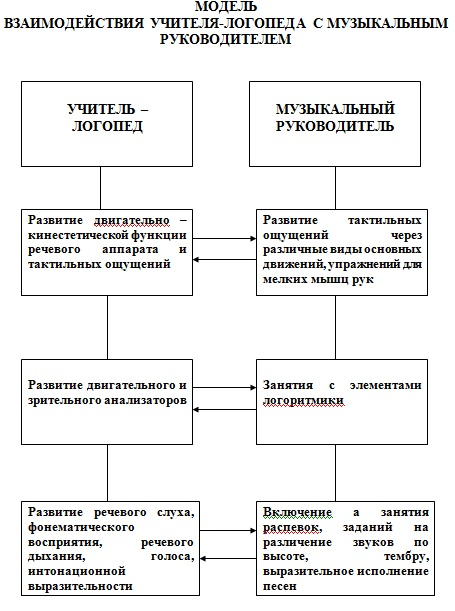 МОДЕЛЬ
ВЗАИМОДЕЙСТВИЯ УЧИТЕЛЯ-ЛОГОПЕДА С МУЗЫКАЛЬНЫМ
РУКОВОДИТЕЛЕМ
УЧИТЕЛЬ –
ЛОГОПЕД
МУЗЫКАЛЬНЫЙ
РУКОВОДИТЕЛЬ
Развитие двигательно –
кинестетической функции
речевого аппарата и
тактильных ощущений
Развитие тактильных
ощущений через
различные виды основных
движений, упражнений для
мелких мышц рук
Развитие двигательного и
зрительного анализаторов
Занятия с элементами
логоритмики
Развитие речевого слуха,
фонематического
восприятия, речевого
дыхания, голоса,
интонационной
выразительности
Включение а занятия
распевок, заданий на
различение звуков по
высоте, тембру,
выразительное исполнение
песен